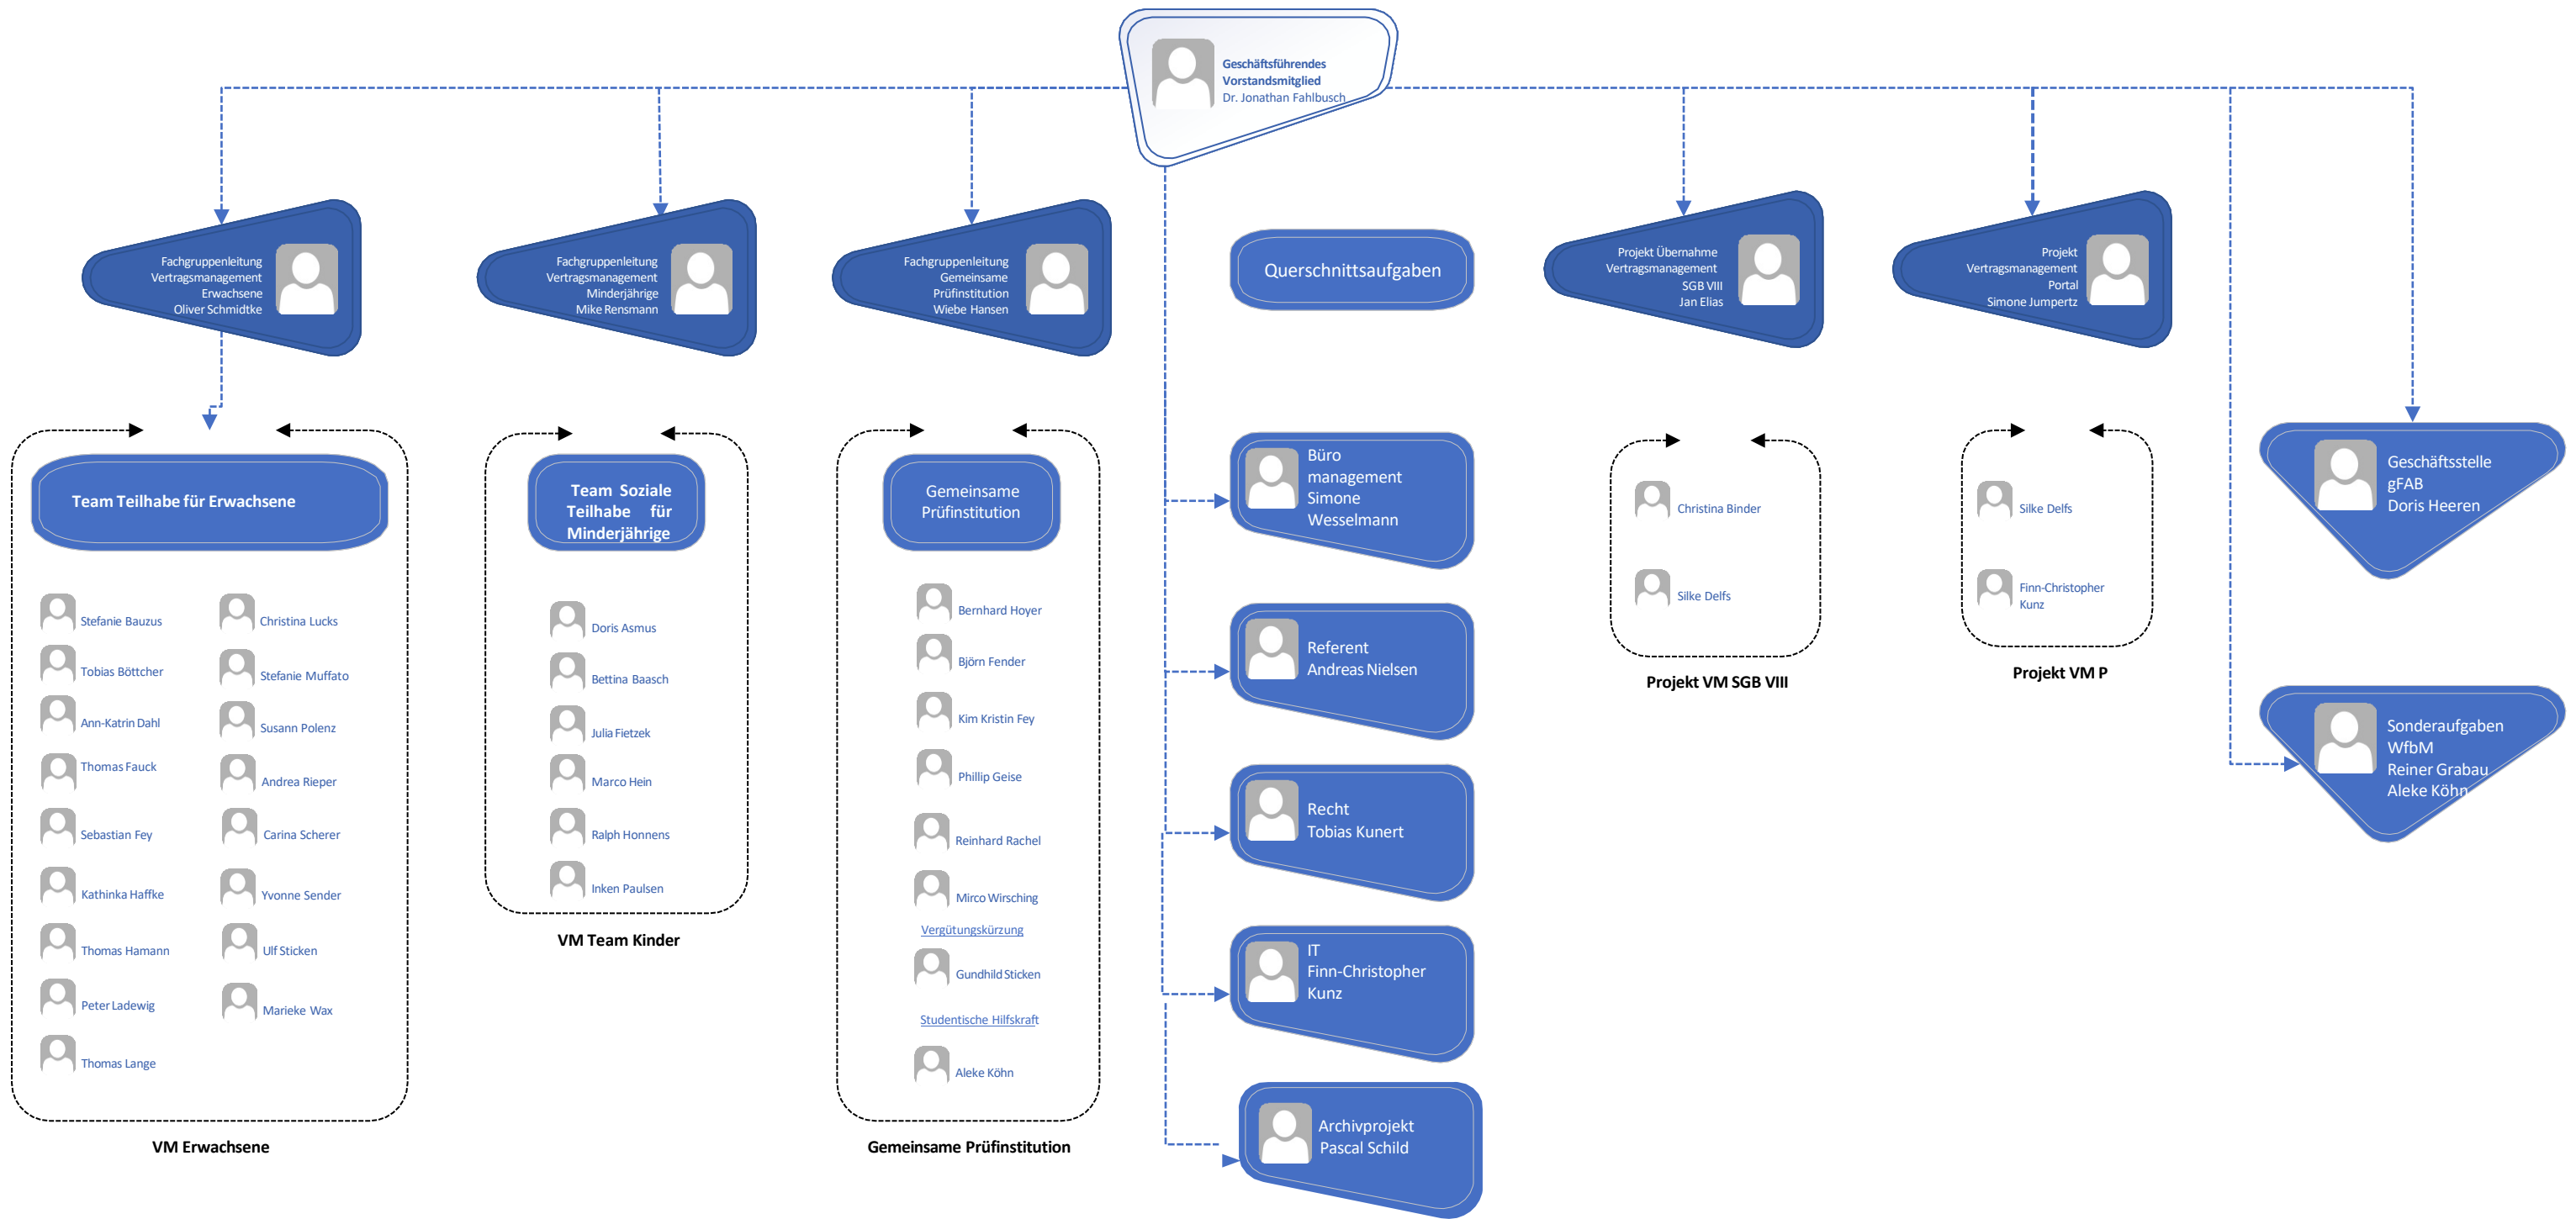 Geschäftsführendes
Vorstandsmitglied
Dr. Jonathan Fahlbusch
Fachgruppenleitung
Vertragsmanagement
Erwachsene
Oliver Schmidtke
Fachgruppenleitung
Vertragsmanagement
Minderjährige
Mike Rensmann
Fachgruppenleitung
Gemeinsame
Prüfinstitution
Wiebe Hansen
Querschnittsaufgaben
Projekt Übernahme
Vertragsmanagement
SGB VIII
Jan Elias
Projekt
Vertragsmanagement
Portal
Simone Jumpertz
Team Teilhabe für Erwachsene
Stefanie Bauzus
Tobias Böttcher
Ann-Katrin Dahl
Thomas Fauck
Sebastian Fey
Kathinka Haffke
Thomas Hamann
Peter Ladewig
Thomas Lange
Christina Lucks
Stefanie Muffato
Susann Polenz
Andrea Rieper
Carina Scherer
Yvonne Sender
Ulf Sticken
Marieke Wax
VM Erwachsene
Team Soziale
Teilhabe für
Minderjährige
Doris Asmus
Bettina Baasch
Julia Fietzek
Marco Hein
Ralph Honnens
Inken Paulsen
VM Team Kinder
Gemeinsame
Prüfinstitution
Bernhard Hoyer
Björn Fender
Kim Kristin Fey
Phillip Geise
Reinhard Rachel
Mirco Wirsching
Vergütungskürzung
Gundhild Sticken
Studentische Hilfskraft
Aleke Köhn
Gemeinsame Prüfinstitution
Büro
management
Simone
Wesselmann
Referent
Andreas Nielsen
Recht
Tobias Kunert
IT
Finn-Christopher
Kunz
Archivprojekt
Pascal Schild
Christina Binder
Silke Delfs
Projekt VM SGB VIII
Silke Delfs
Finn-Christopher
Kunz
Projekt VM P
Geschäftsstelle
gFAB
Doris Heeren
Sonderaufgaben
WfbM
Reiner Grabau
Aleke Köhn